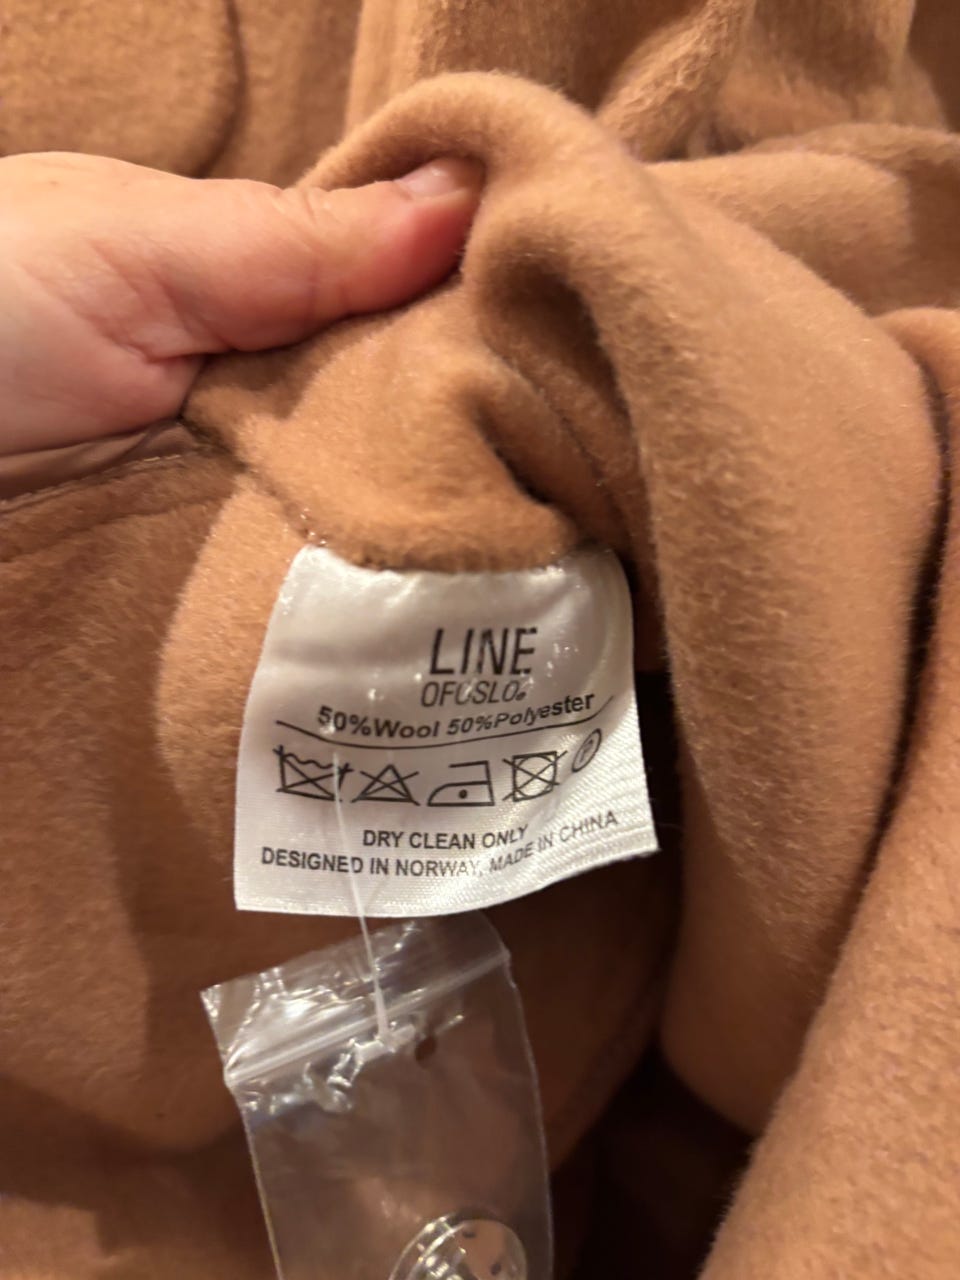 LINE
OFOSLO.
50%Wool 50%Polyester
P
DRY CLEAN ONLY
DESIGNED IN NORWAY, MADE IN CHINA